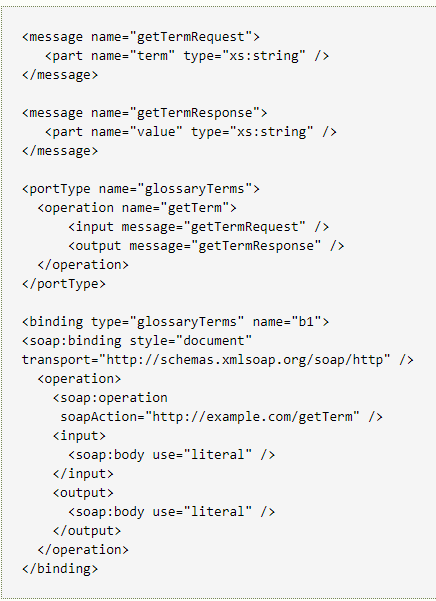 <message name="getTermRequest">
   <part name="term" type="xs:string" />
</message>

<message name="getTermResponse">
   <part name="value" type="xs:string" />
</message>

<portType name="glossaryTerms">
  <operation name="getTerm">
      <input message="getTermRequest" />
      <output message="getTermResponse" />
  </operation>
</portType>

<binding type="glossaryTerms" name="b1">
<soap:binding style="document"
transport="http://schemas.xmlsoap.org/soap/http" />
  <operation>
    <soap:operation
     soapAction="http://example.com/getTerm" />
    <input>
      <soap:body use="literal" />
    </input>
    <output>
      <soap:body use="literal" />
    </output>
  </operation>
</binding>